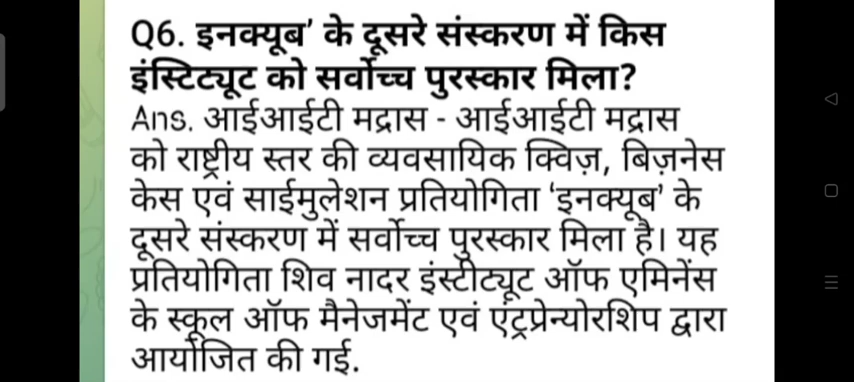 Q6. इनक्यूब' के दूसरे संस्करण में किस
इंस्टिट्यूट को सर्वोच्च पुरस्कार मिला?
Ans. आईआईटी मद्रास - आईआईटी मद्रास
को राष्ट्रीय स्तर की व्यवसायिक क्विज़, बिज़नेस
केस एवं साईमुलेशन प्रतियोगिता 'इनक्यूब' के
दूसरे संस्करण में सर्वोच्च पुरस्कार मिला है। यह
प्रतियोगिता शिव नादर इंस्टीट्यूट ऑफ एमिनेंस
के स्कूल ऑफ मैनेजमेंट एवं एंट्रप्रेन्योरशिप द्वारा
आयोजित की गई.